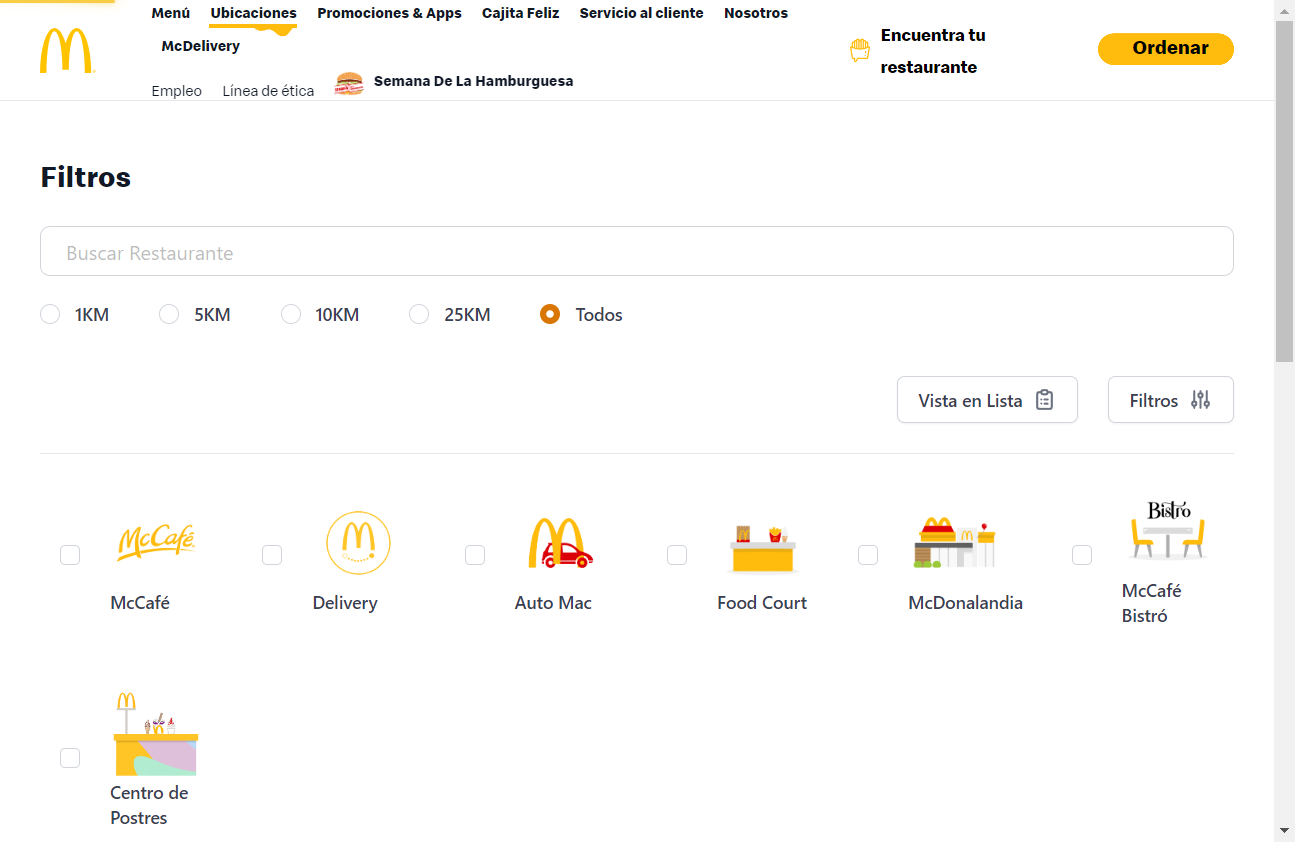 Menú Ubicaciones Promociones & Apps Cajita Feliz Servicio al cliente Nosotros
McDelivery
Encuentra tu
restaurante
Ordenar
Empleo Línea de ética Semana De La Hamburguesa
Filtros
Buscar Restaurante
1KM 5KM 10KM 25KM Todos
Vista en Lista Filtros
McCafé
Bistró
McCafé Delivery Auto Mac Food Court McDonalandia McCafé
Bistró
Centro de
Postres